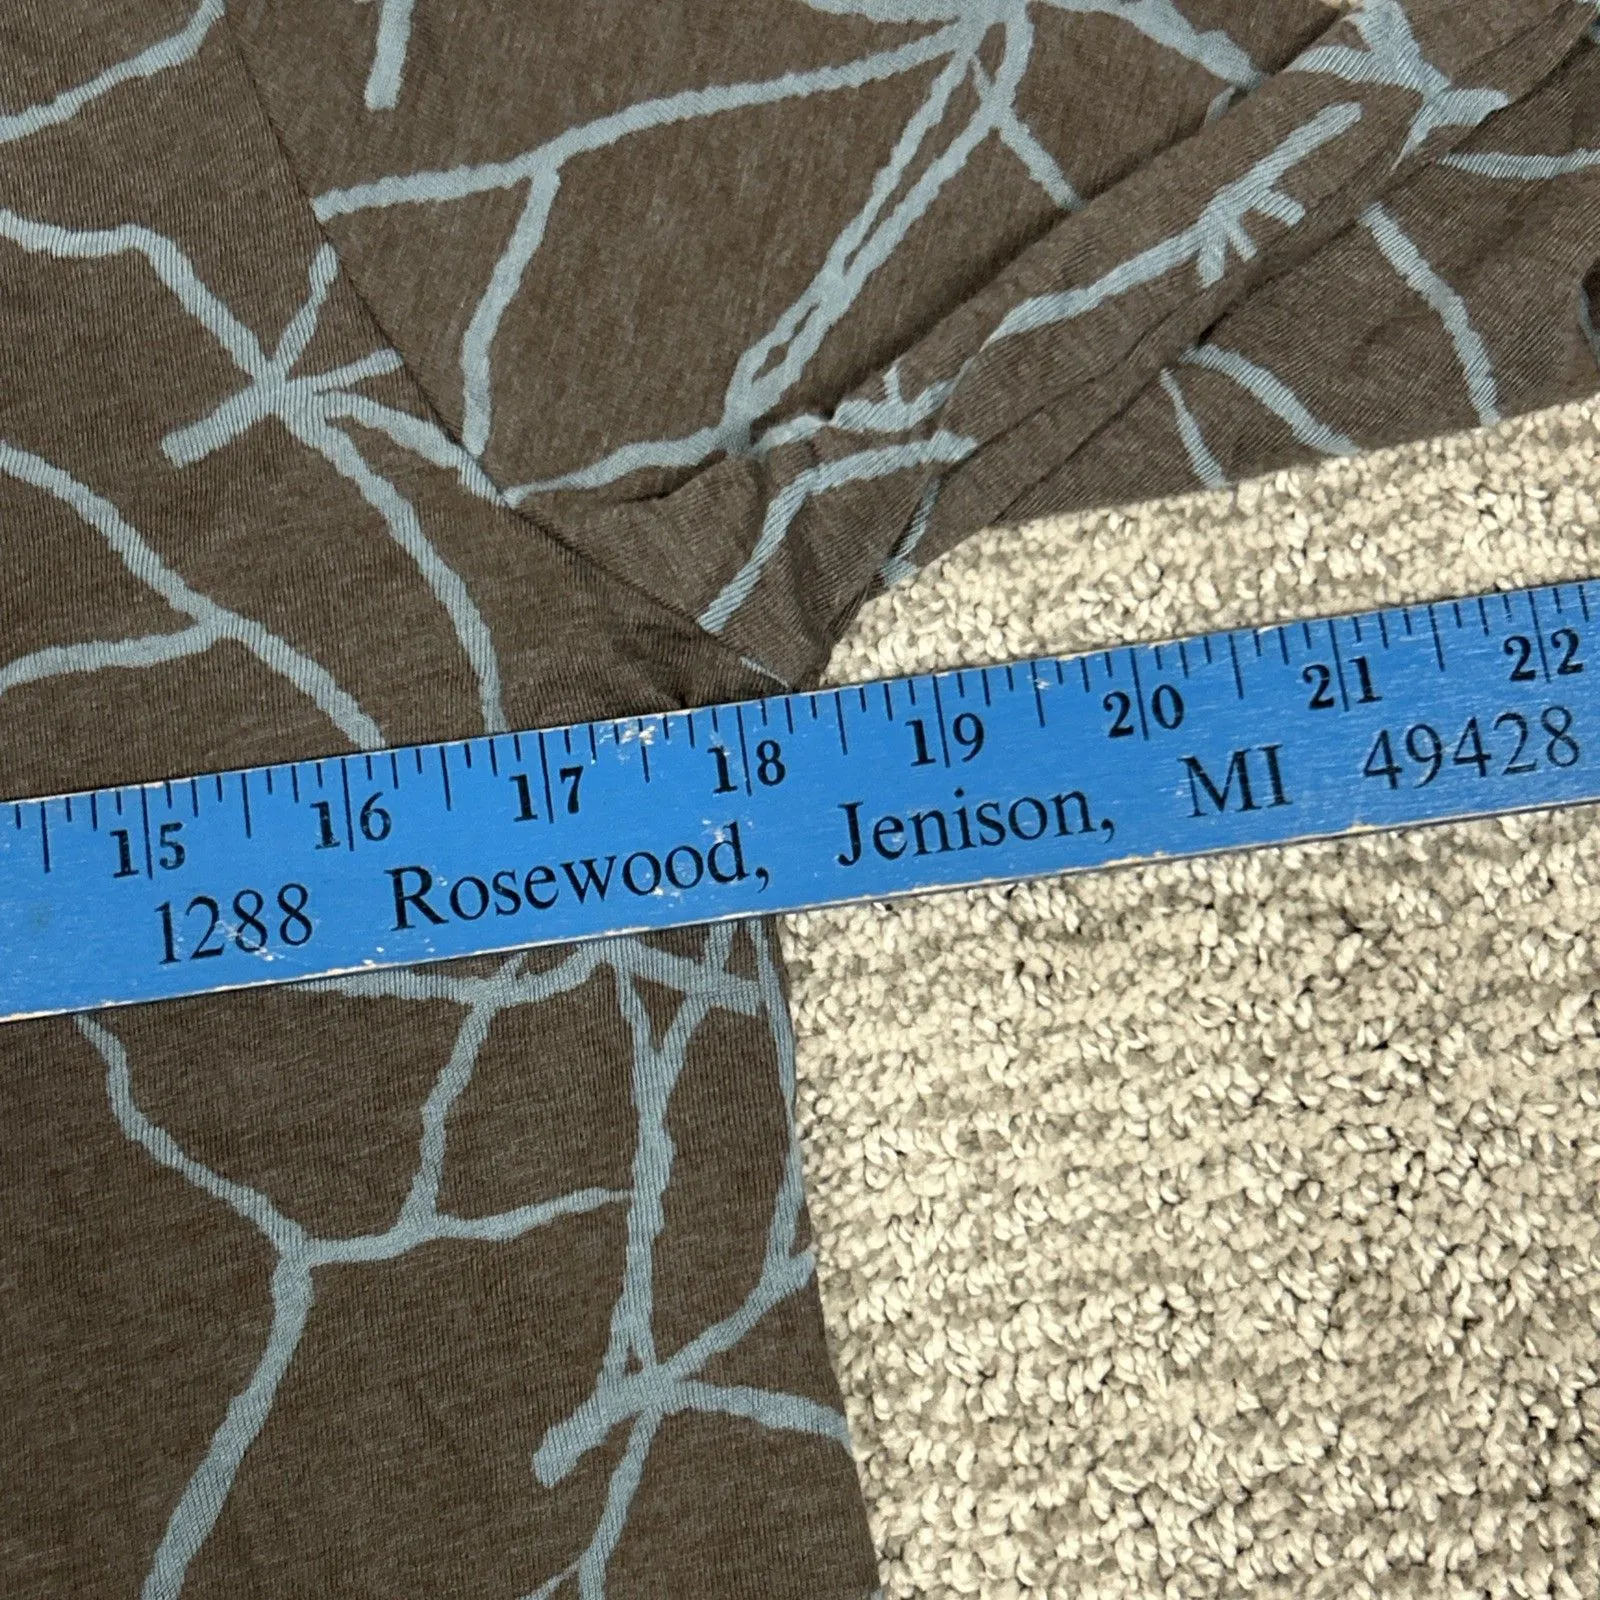 15 16 17 18 19 20 21 22
1288 Rosewood, Jenison, MI 49428